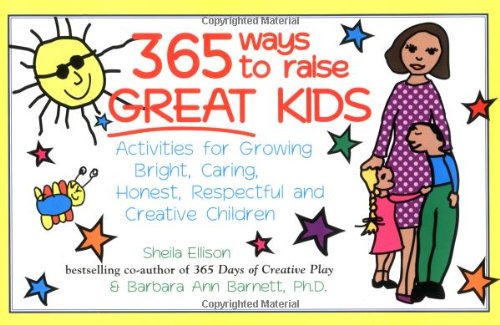 Copyrighted Material
365 ways
to raise
GREAT KIDS
Activities for Growing
Bright, Caring,
Honest, Respectful and
Creative Children
Sheila Ellison
bestselling co-author of 365 Days of Creative Play
& Barbara Ann Barnett, Ph.D.
Copyrighted Material